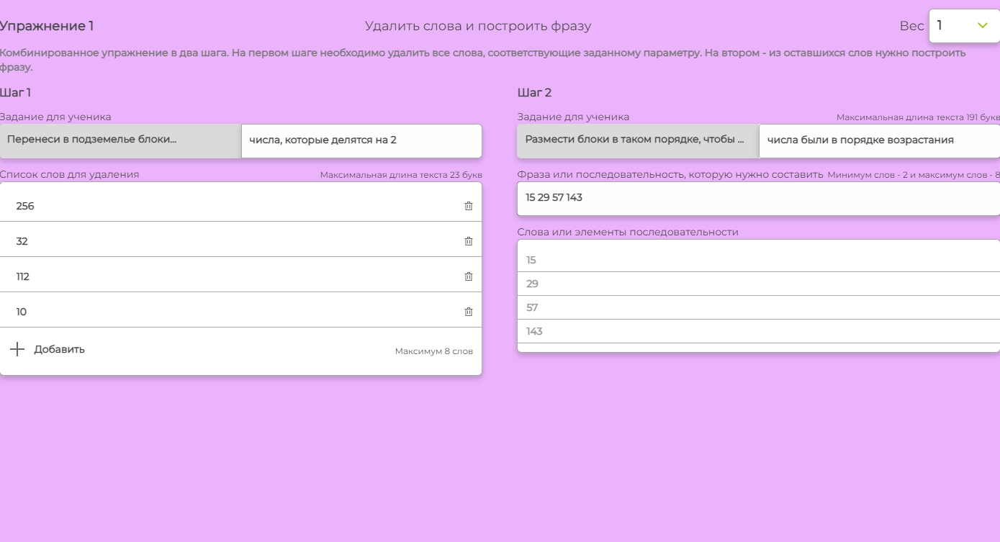 Упражнение 1
Удалить слова и построить фразу
Вес 1
Комбинированное упражнение в два шага. На первом шаге необходимо удалить все слова, соответствующие заданному параметру. На втором - из оставшихся слов нужно построить
фразу.
Шаг 1
Задание для ученика
Перенеси в подземелье блоки...
числа, которые делятся на 2
Список слов для удаления
Максимальная длина текста 23 букв
256
32
112
10
Добавить
Максимум 8 слов
Шаг 2
Задание для ученика
Максимальная длина текста 191 букв
Размести блоки в таком порядке, чтобы ...
числа были в порядке возрастания
Фраза или последовательность, которую нужно составить
Минимум слов - 2 и максимум слов - 8
15 29 57 143
Слова или элементы последовательности
15
29
57
143